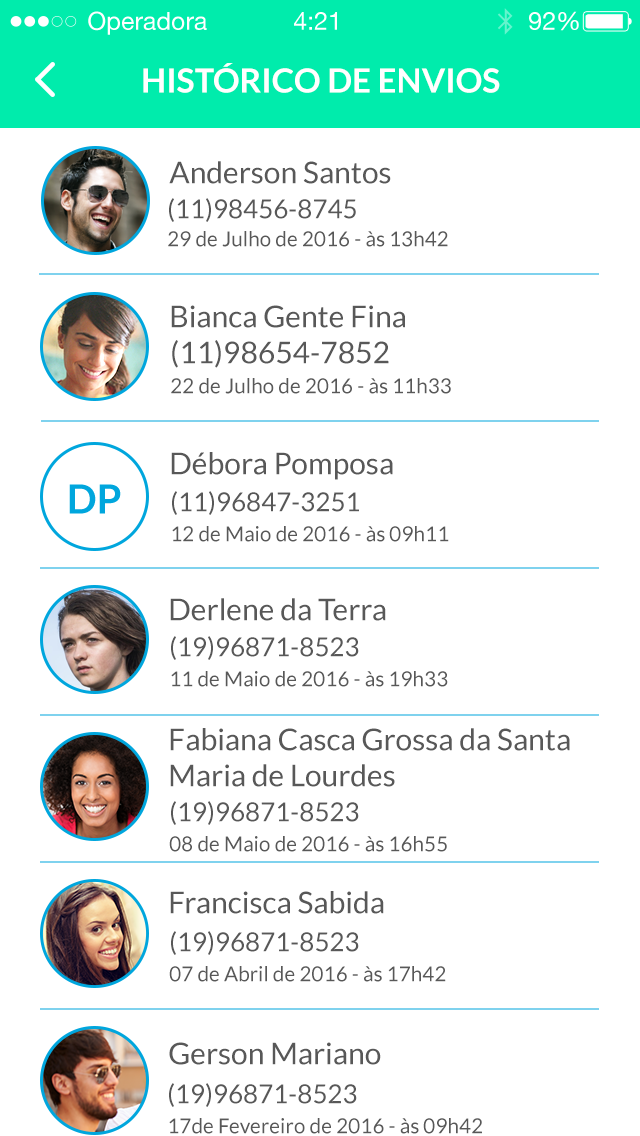 Operadora 4:21 92%
HISTÓRICO DE ENVIOS
Anderson Santos
(11)98456-8745
29 de Julho de 2016 - às 13h42
Bianca Gente Fina
(11)98654-7852
22 de Julho de 2016 - às 11h33
DP
Débora Pomposa
(11)96847-3251
12 de Maio de 2016 - às 09h11
Derlene da Terra
(19)96871-8523
11 de Maio de 2016 - às 19h33
Fabiana Casca Grossa da Santa
Maria de Lourdes
(19)96871-8523
08 de Maio de 2016 - às 16h55
Francisca Sabida
(19)96871-8523
07 de Abril de 2016 - às 17h42
Gerson Mariano
(19)96871-8523
17de Fevereiro de 2016 - às 09h42